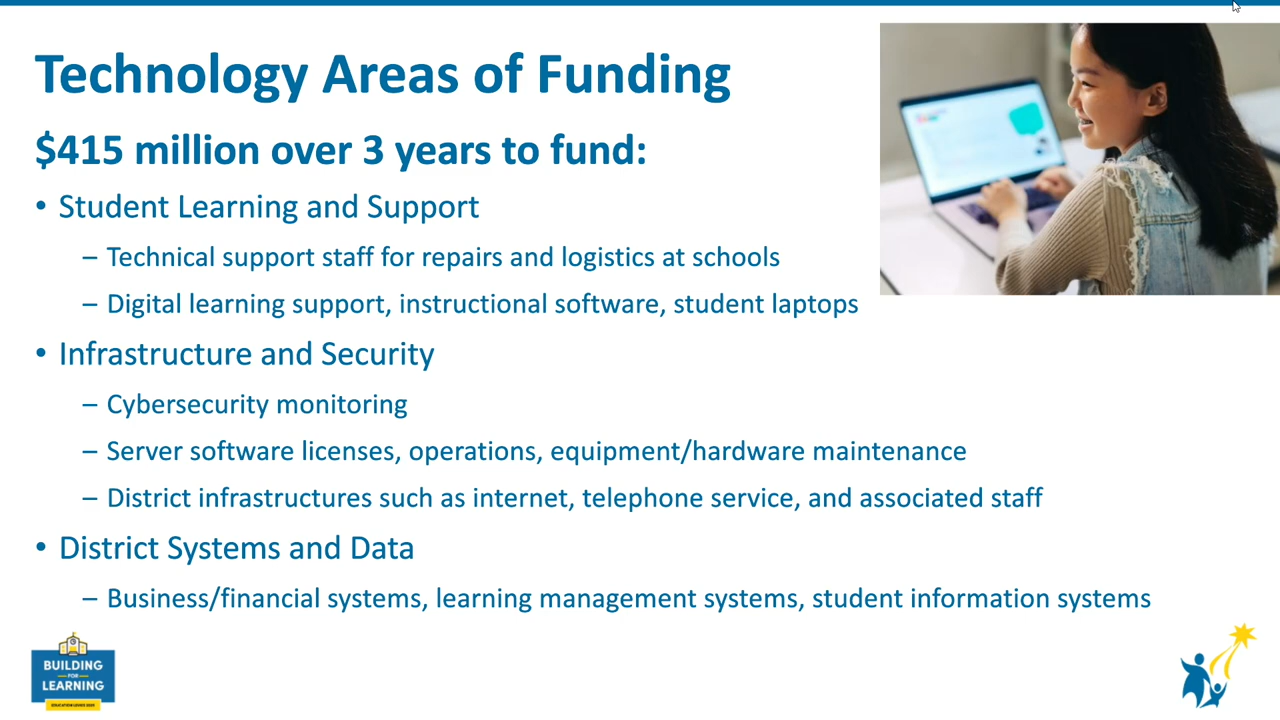 Technology Areas of Funding
$415 million over 3 years to fund:
• Student Learning and Support
– Technical support staff for repairs and logistics at schools
– Digital learning support, instructional software, student laptops
• Infrastructure and Security
– Cybersecurity monitoring
– Server software licenses, operations, equipment/hardware maintenance
– District infrastructures such as internet, telephone service, and associated staff
• District Systems and Data
– Business/financial systems, learning management systems, student information systems
BUILDING
FOR
LEARNING